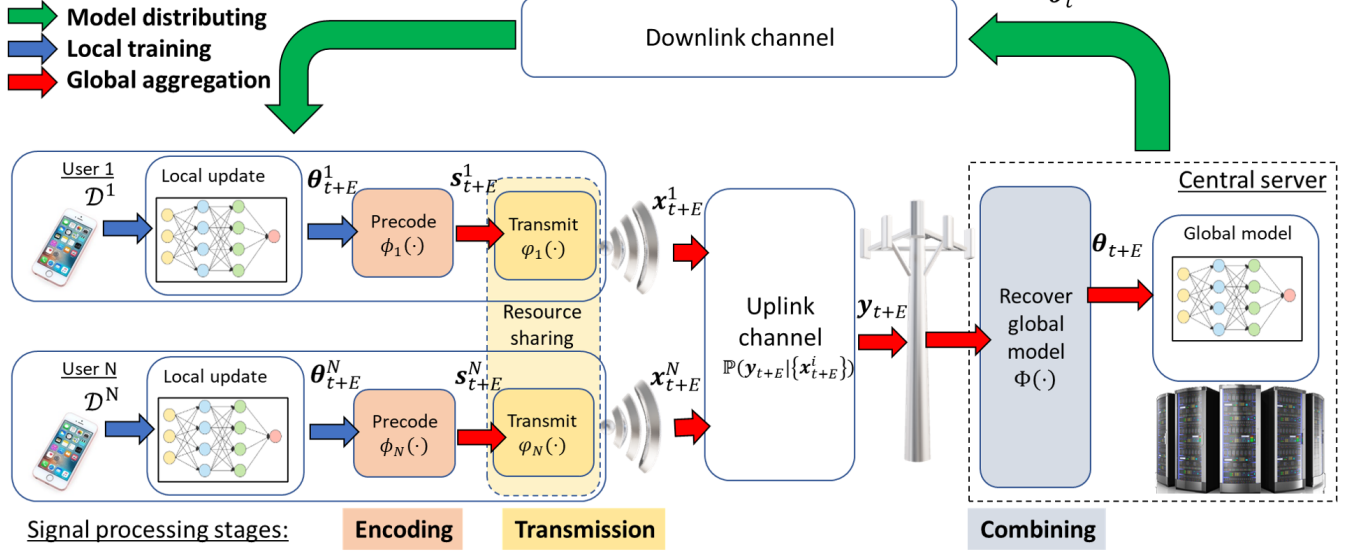 Model distributing
Local training
Global aggregation
Downlink channel
User 1
𝒟¹
Local update
𝜽¹ₜ₊E
Precode
ϕ₁(·)
𝒔¹ₜ₊E
Transmit
φ₁(·)
𝒙¹ₜ₊E
Resource
sharing
User N
𝒟ᴺ
Local update
𝜽ᴺₜ₊E
Precode
ϕN(·)
𝒔ᴺₜ₊E
Transmit
φN(·)
𝒙ᴺₜ₊E
Uplink
channel
ℙ(𝒚ₜ₊E|{𝒙ⁱₜ₊E})
𝒚ₜ₊E
Central server
Recover
global
model
Φ(·)
𝜽ₜ₊E
Global model
Signal processing stages:
Encoding
Transmission
Combining